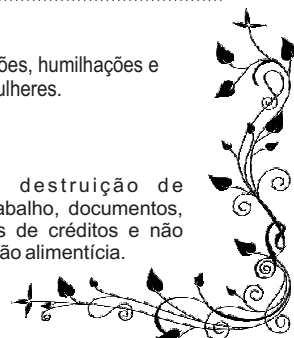 ões, humilhações e
ulheres.
destruição de
abalho, documentos,
s de créditos e não
ão alimentícia.